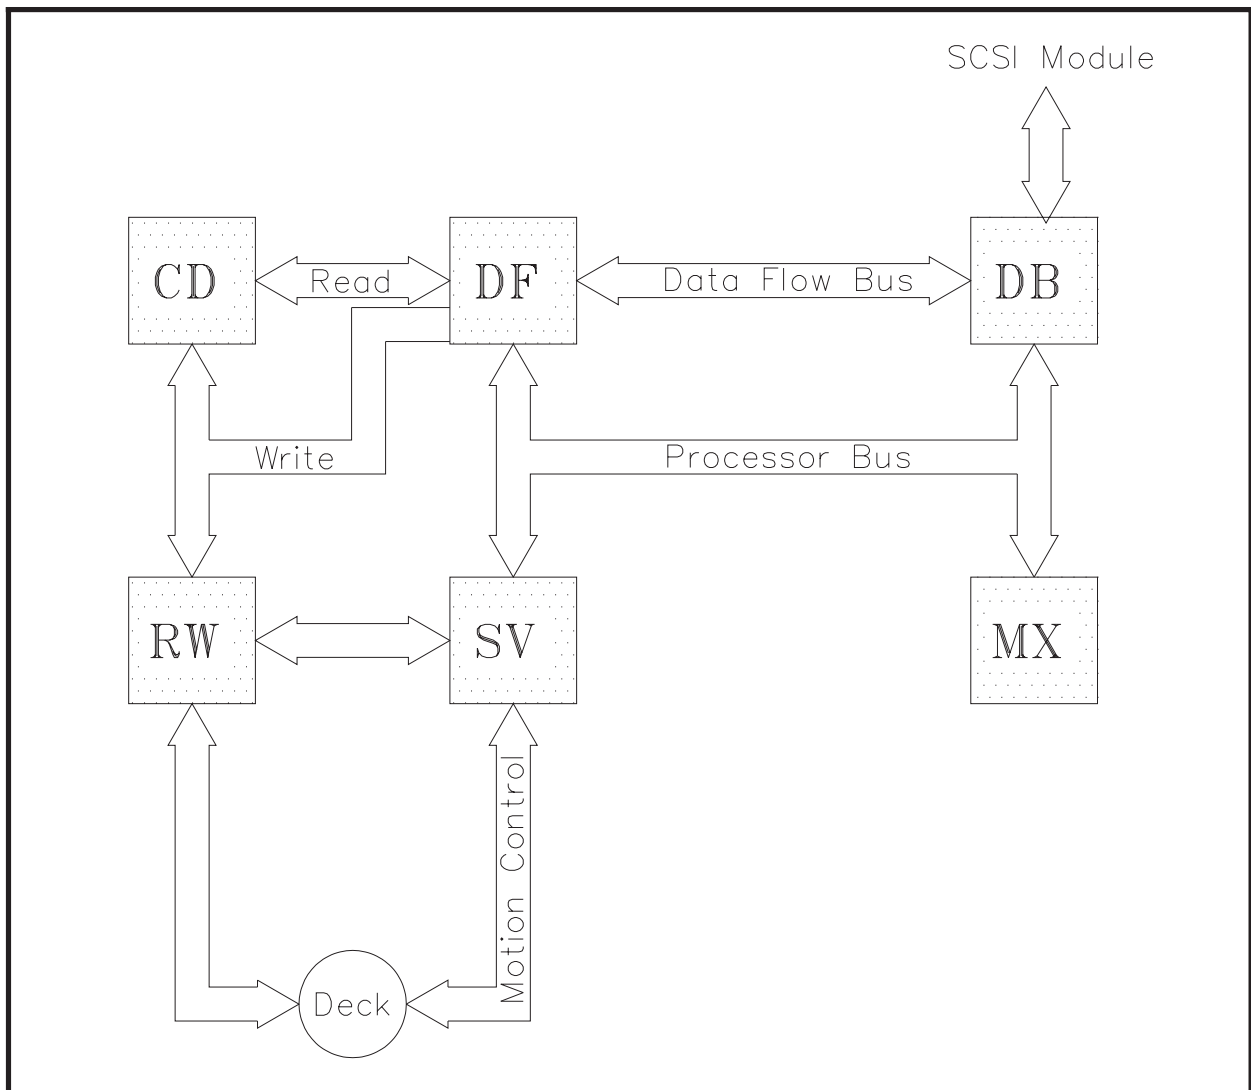 SCSI Module
CD
Read
DF
Data Flow Bus
DB
Write
Processor Bus
RW
SV
MX
Motion Control
Deck